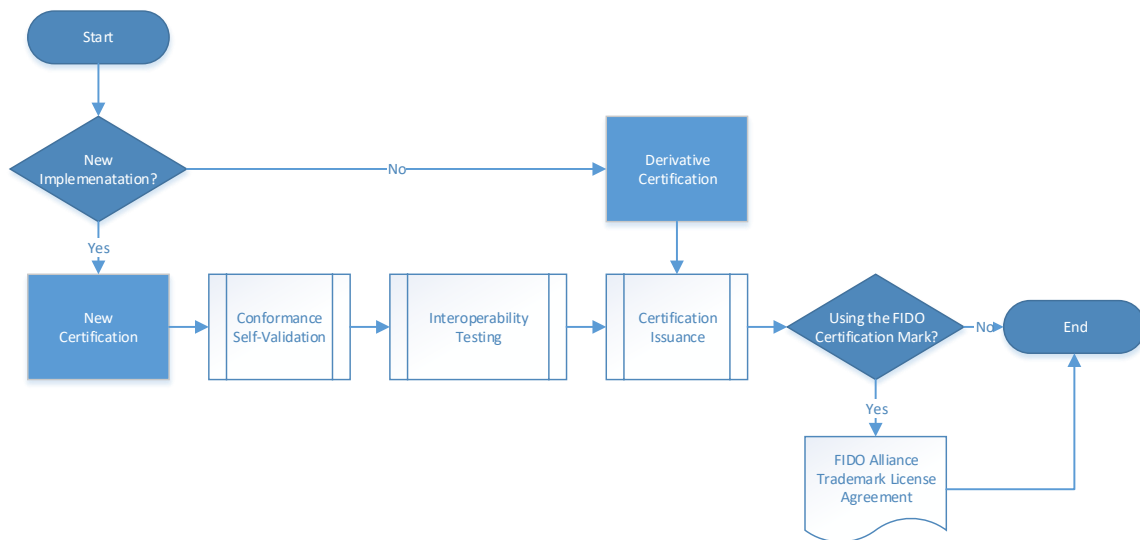 Start
New
Implemenatation?
No
Derivative
Certification
Yes
New
Certification
Conformance
Self-Validation
Interoperability
Testing
Certification
Issuance
Using the FIDO
Certification Mark?
No
End
Yes
FIDO Alliance
Trademark License
Agreement